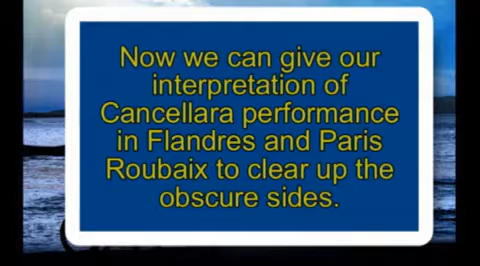 Now we can give our
interpretation of
Cancellara performance
in Flandres and Paris
Roubaix to clear up the
obscure sides.